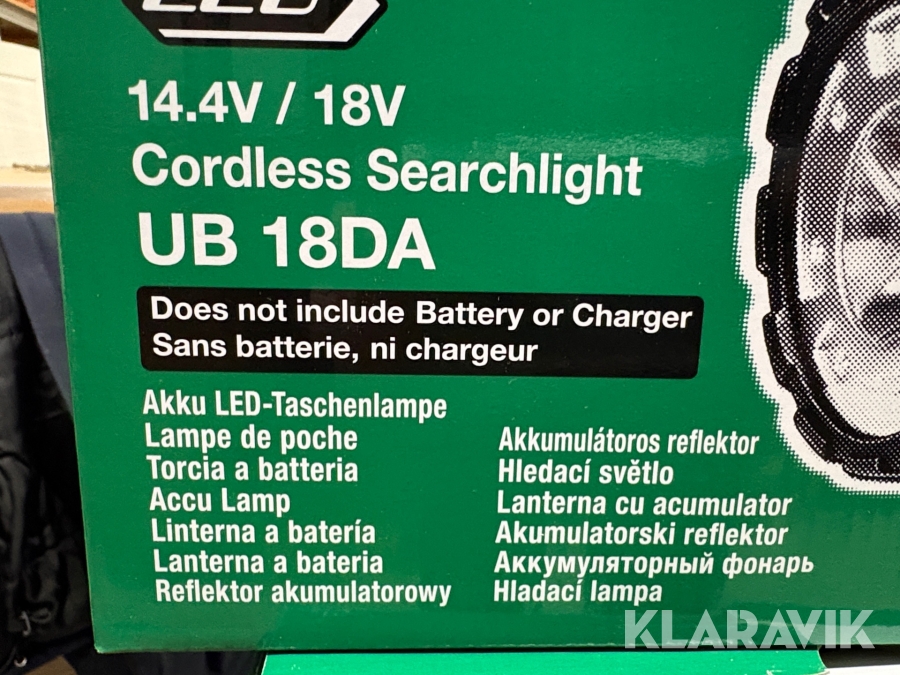 LED
14.4V / 18V
Cordless Searchlight
UB 18DA
Does not include Battery or Charger
Sans batterie, ni chargeur
Akku LED-Taschenlampe
Lampe de poche
Torcia a batteria
Accu Lamp
Linterna a batería
Lanterna a bateria
Reflektor akumulatorowy
Akkumulátoros reflektor
Hledací světlo
Lanterna cu acumulator
Akumulatorski reflektor
Аккумуляторный фонарь
Hladací lampa
KLARAVIK